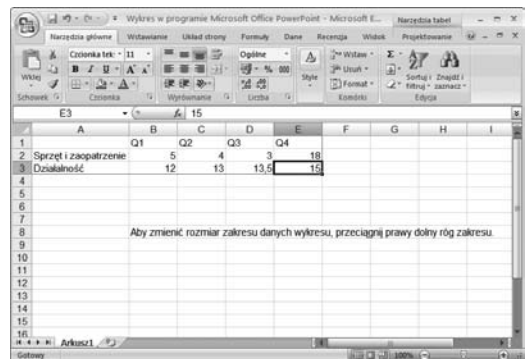 Wykres w programie Microsoft Office PowerPoint - Microsoft E...
Narzędzia tabel
Narzędzia główne Wstawianie Układ strony Formuły Dane Recenzja Widok Projektowanie
Wklej
Czcionka tek 11
B I U A A
Ogólne
% 000
Style
Wstaw
Usuń
Format
Σ
Sortuj i filtruj
Znajdź i zaznacz
Schowek Czcionka Wyrównanie Liczba Komórki Edycja
E3 fx 15
A B C D E F G H I
1 Q1 Q2 Q3 Q4
2 Sprzęt i zaopatrzenie 5 4 3 18
3 Działalność 12 13 13,5 15
4
5
6
7
8 Aby zmienić rozmiar zakresu danych wykresu, przeciągnij prawy dolny róg zakresu.
9
10
11
12
13
14
15
16
Arkusz1
Gotowy 100%